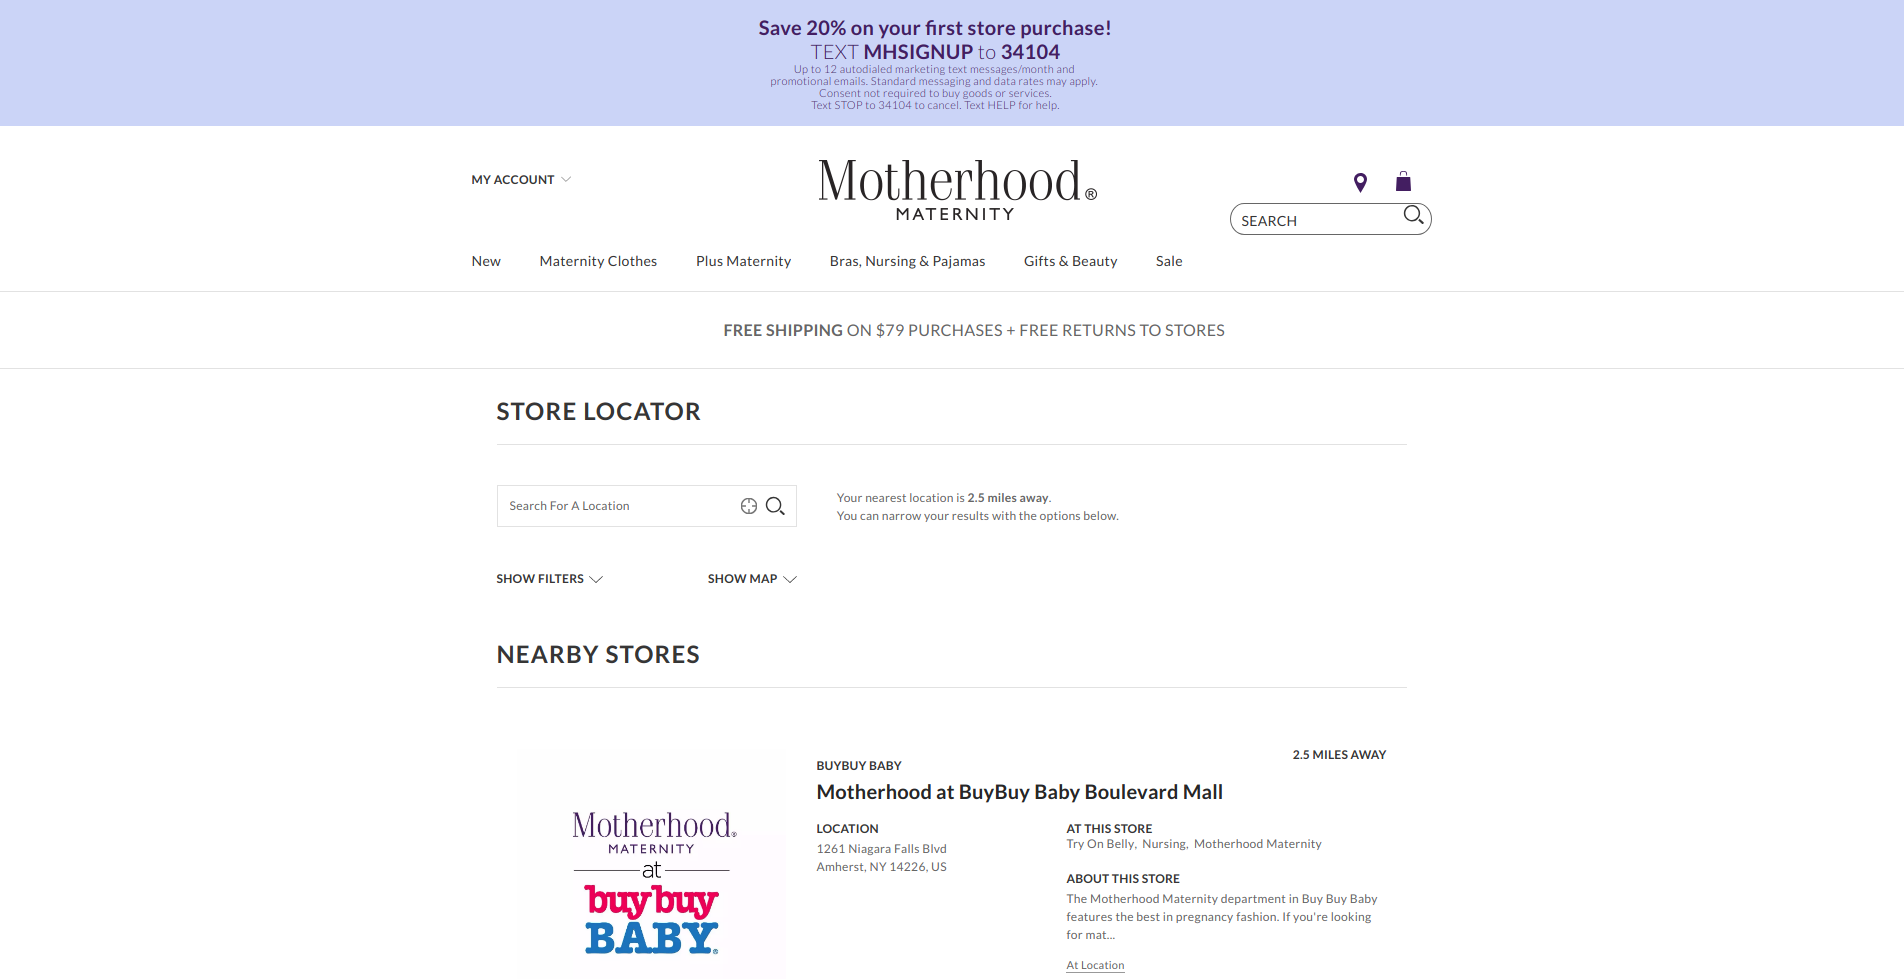 Save 20% on your first store purchase!
TEXT MHSIGNUP to 34104
Up to 12 autodialed marketing text messages/month and
promotional emails. Standard messaging and data rates may apply.
Consent not required to buy goods or services.
Text STOP to 34104 to cancel. Text HELP for help.
MY ACCOUNT
Motherhood®
MATERNITY
SEARCH
New Maternity Clothes Plus Maternity Bras, Nursing & Pajamas Gifts & Beauty Sale
FREE SHIPPING ON $79 PURCHASES + FREE RETURNS TO STORES
STORE LOCATOR
Search For A Location
Your nearest location is 2.5 miles away.
You can narrow your results with the options below.
SHOW FILTERS SHOW MAP
NEARBY STORES
Motherhood®
MATERNITY
at
buy buy
BABY®
2.5 MILES AWAY
BUYBUY BABY
Motherhood at BuyBuy Baby Boulevard Mall
LOCATION
1261 Niagara Falls Blvd
Amherst, NY 14226, US
AT THIS STORE
Try On Belly, Nursing, Motherhood Maternity
ABOUT THIS STORE
The Motherhood Maternity department in Buy Buy Baby
features the best in pregnancy fashion. If you're looking
for mat...
At Location